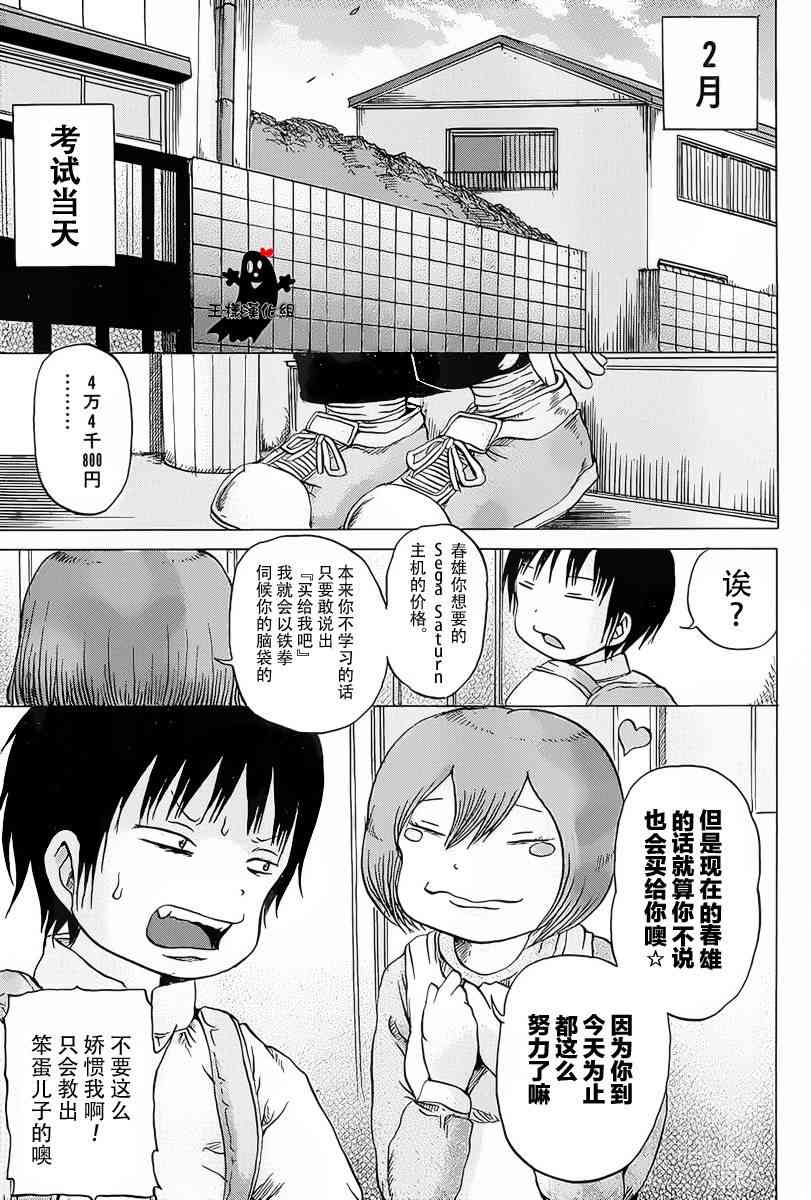 2月
考试当天
王樣漢化組
4万4千800円
………
诶？
春雄你想要的
Sega Saturn
主机的价格。
本来你不学习的话
只要敢说出
『买给我吧』
我就会以铁拳
伺候你的脑袋的
但是现在的春雄
的话就算你不说
也会买给你噢☆
因为你到
今天为止
都这么
努力了嘛
不要这么
娇惯我啊！
只会教出
笨蛋儿子的噢